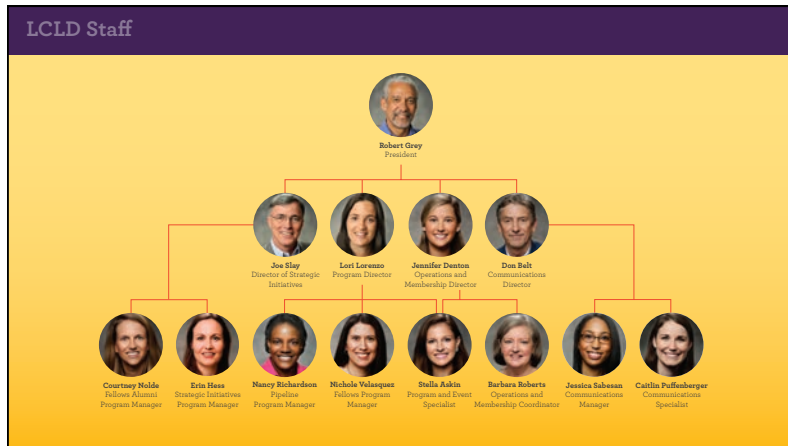 LCLD Staff
Robert Grey
President
Joe Slay
Director of Strategic
Initiatives
Lori Lorenzo
Program Director
Jennifer Denton
Operations and
Membership Director
Don Belt
Communications
Director
Courtney Nolde
Fellows Alumni
Program Manager
Erin Hess
Strategic Initiatives
Program Manager
Nancy Richardson
Pipeline
Program Manager
Nichole Velasquez
Fellows Program
Manager
Stella Askin
Program and Event
Specialist
Barbara Roberts
Operations and
Membership Coordinator
Jessica Sabesan
Communications
Manager
Caitlin Puffenberger
Communications
Specialist